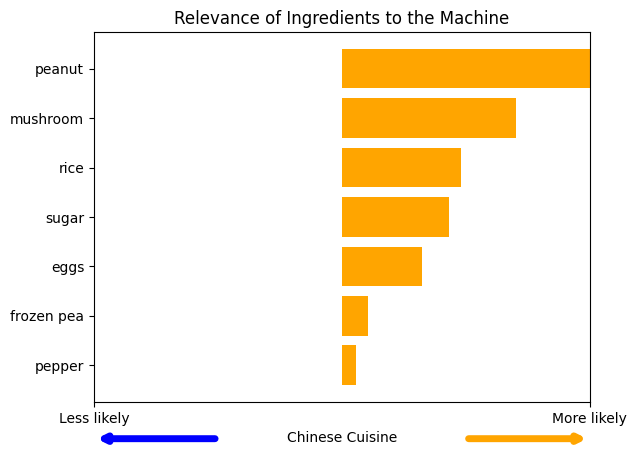 Relevance of Ingredients to the Machine
peanut
mushroom
rice
sugar
eggs
frozen pea
pepper
Less likely
More likely
Chinese Cuisine